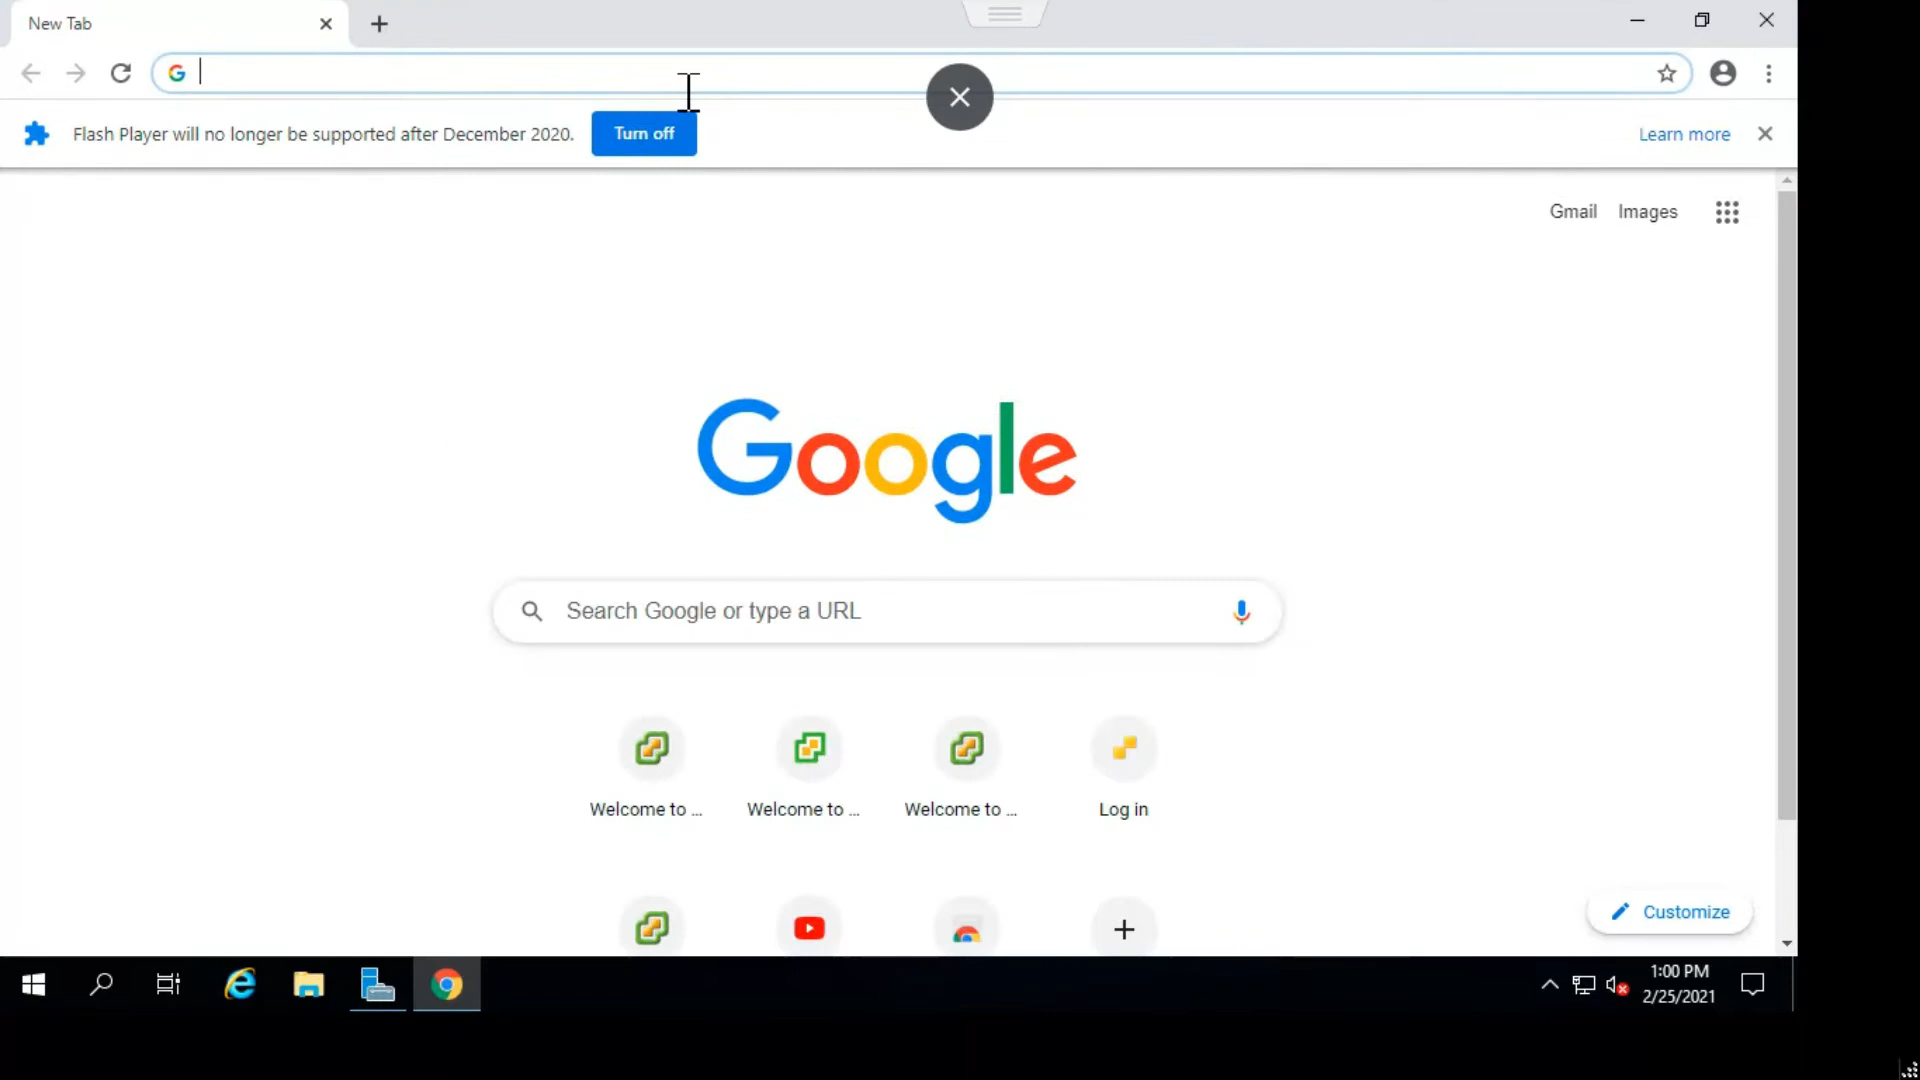 New Tab
Flash Player will no longer be supported after December 2020.
Turn off
Learn more
Gmail
Images
Google
Search Google or type a URL
Welcome to ...
Welcome to ...
Welcome to ...
Log in
Customize
1:00 PM
2/25/2021